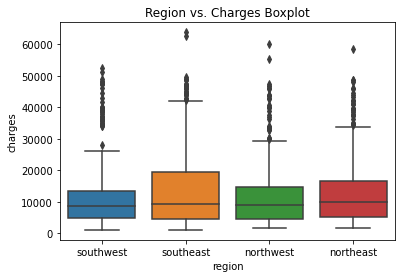 Region vs. Charges Boxplot
60000
50000
40000
30000
20000
10000
0
charges
southwest southeast northwest northeast
region